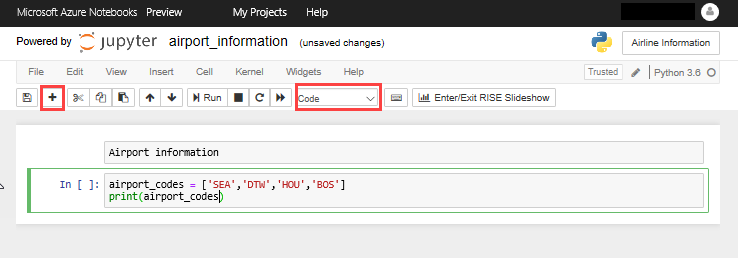 Microsoft Azure Notebooks Preview My Projects Help
Powered by jupyter airport_information (unsaved changes) Airline Information
File Edit View Insert Cell Kernel Widgets Help Trusted Python 3.6
Run Code Enter/Exit RISE Slideshow
Airport information
In [ ]: airport_codes = ['SEA','DTW','HOU','BOS']
print(airport_codes)